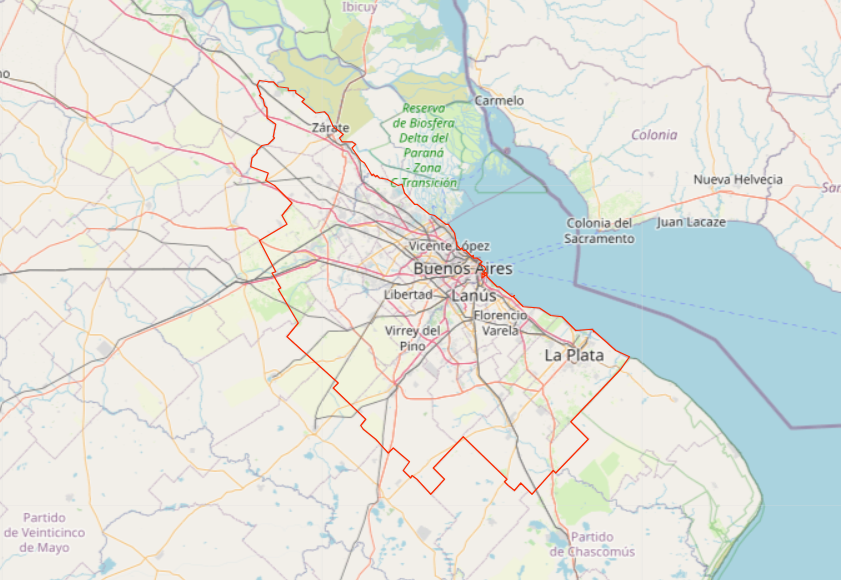 Ibicuy
no
Carmelo
Reserva
de Biosfera
Delta del
Paraná
- Zona
C Transición
Zárate
Colonia
Nueva Helvecia
San
Colonia del
Sacramento
Juan Lacaze
Vicente López
Buenos Aires
Libertad
Lanús
Florencio
Varela
Virrey del
Pino
La Plata
Partido
de Veinticinco
de Mayo
Partido
de Chascomús